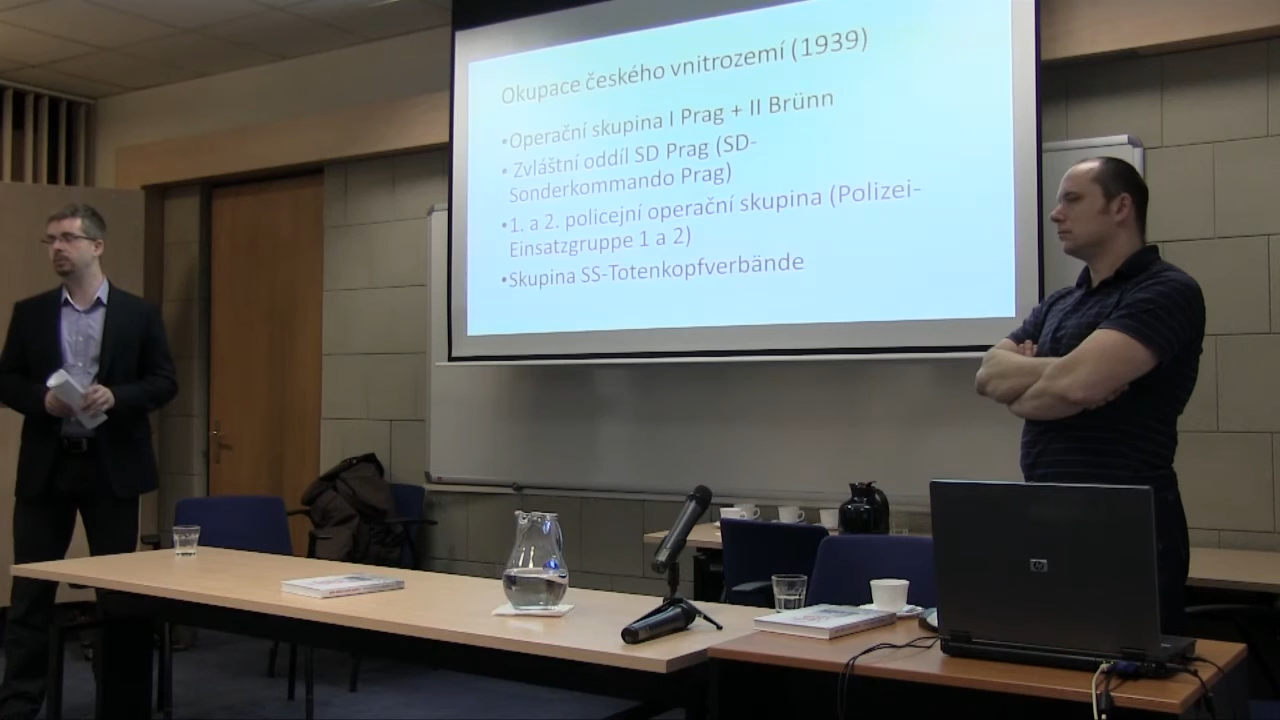 Okupace českého vnitrozemí (1939)
•Operační skupina I Prag + II Brünn
• Zvláštní oddíl SD Prag (SD-
Sonderkommando Prag)
•1. a 2. policejní operační skupina (Polizei-
Einsatzgruppe 1 a 2)
•Skupina SS-Totenkopfverbände
hp